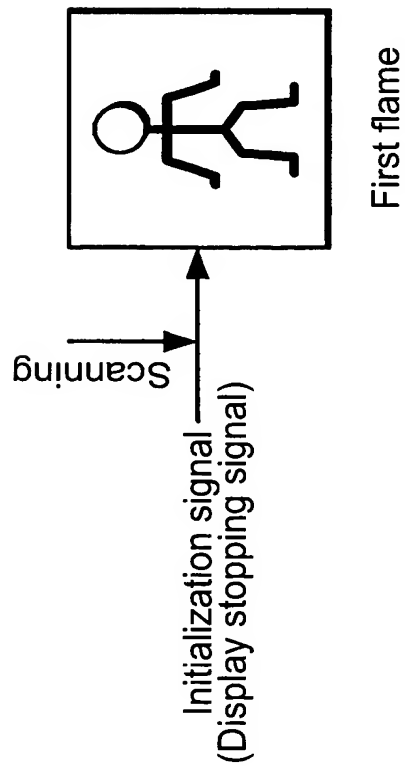 Scanning
Initialization signal
(Display stopping signal)
First flame